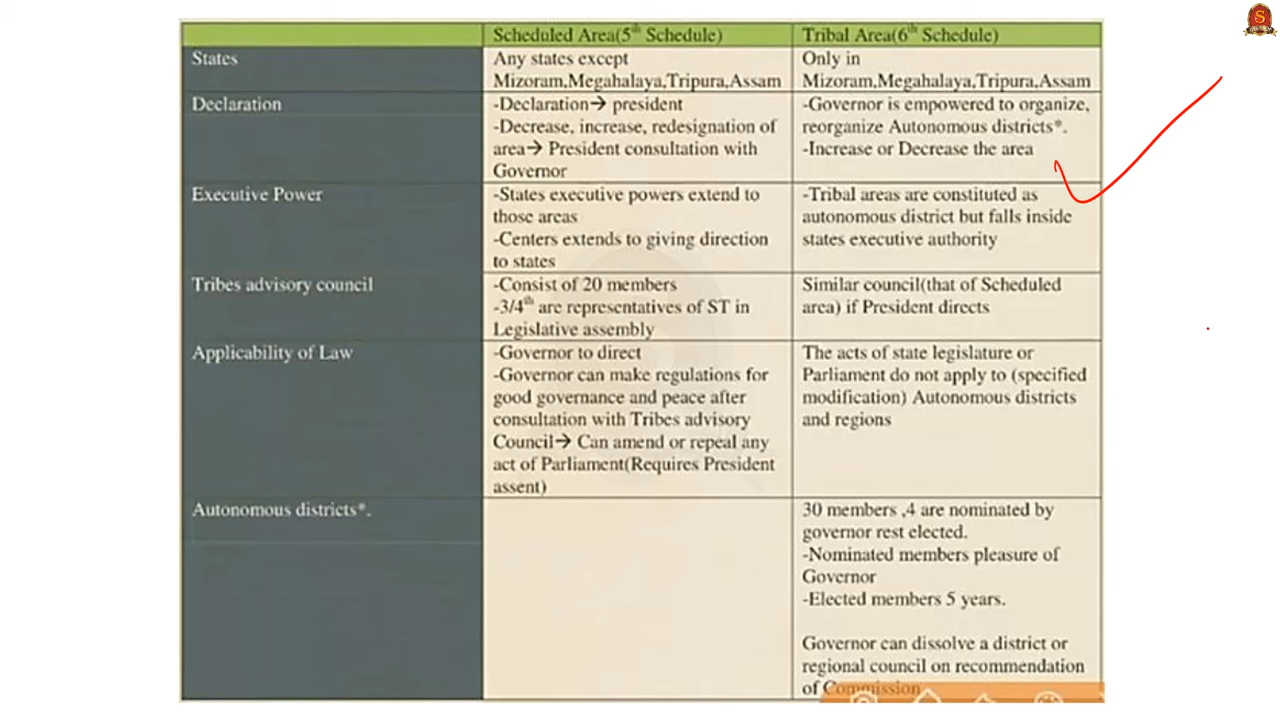 Scheduled Area(5th Schedule)
Tribal Area(6th Schedule)
States
Any states except
Mizoram,Megahalaya,Tripura,Assam
Only in
Mizoram,Megahalaya,Tripura,Assam
Declaration
-Declaration→ president
-Decrease, increase, redesignation of
area→ President consultation with
Governor
-Governor is empowered to organize,
reorganize Autonomous districts*.
-Increase or Decrease the area
Executive Power
-States executive powers extend to
those areas
-Centers extends to giving direction
to states
-Tribal areas are constituted as
autonomous district but falls inside
states executive authority
Tribes advisory council
-Consist of 20 members
-3/4th are representatives of ST in
Legislative assembly
Similar council(that of Scheduled
area) if President directs
Applicability of Law
-Governor to direct
-Governor can make regulations for
good governance and peace after
consultation with Tribes advisory
Council→ Can amend or repeal any
act of Parliament(Requires President
assent)
The acts of state legislature or
Parliament do not apply to (specified
modification) Autonomous districts
and regions
Autonomous districts*.
30 members ,4 are nominated by
governor rest elected.
-Nominated members pleasure of
Governor
-Elected members 5 years.
Governor can dissolve a district or
regional council on recommendation
of Commission
S